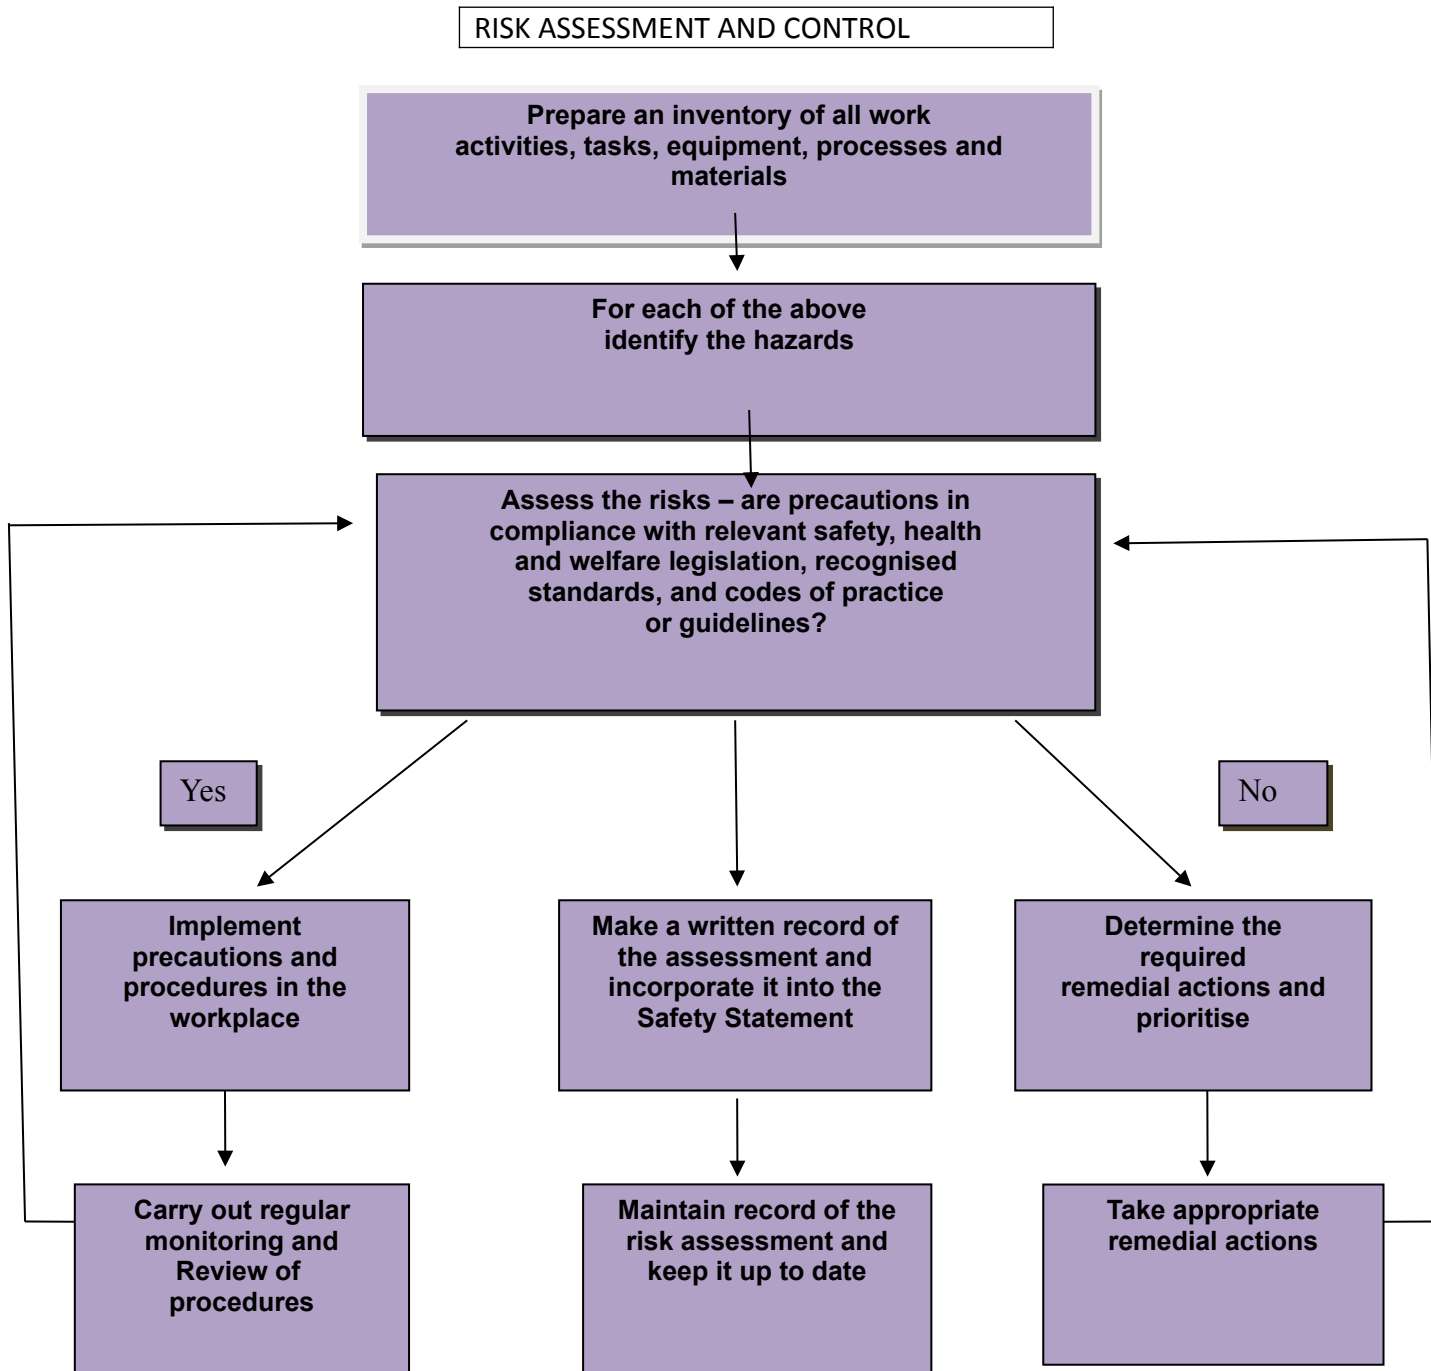 RISK ASSESSMENT AND CONTROL
Prepare an inventory of all work
activities, tasks, equipment, processes and
materials
For each of the above
identify the hazards
Assess the risks – are precautions in
compliance with relevant safety, health
and welfare legislation, recognised
standards, and codes of practice
or guidelines?
Yes
No
Implement
precautions and
procedures in the
workplace
Make a written record of
the assessment and
incorporate it into the
Safety Statement
Determine the
required
remedial actions and
prioritise
Carry out regular
monitoring and
Review of
procedures
Maintain record of the
risk assessment and
keep it up to date
Take appropriate
remedial actions